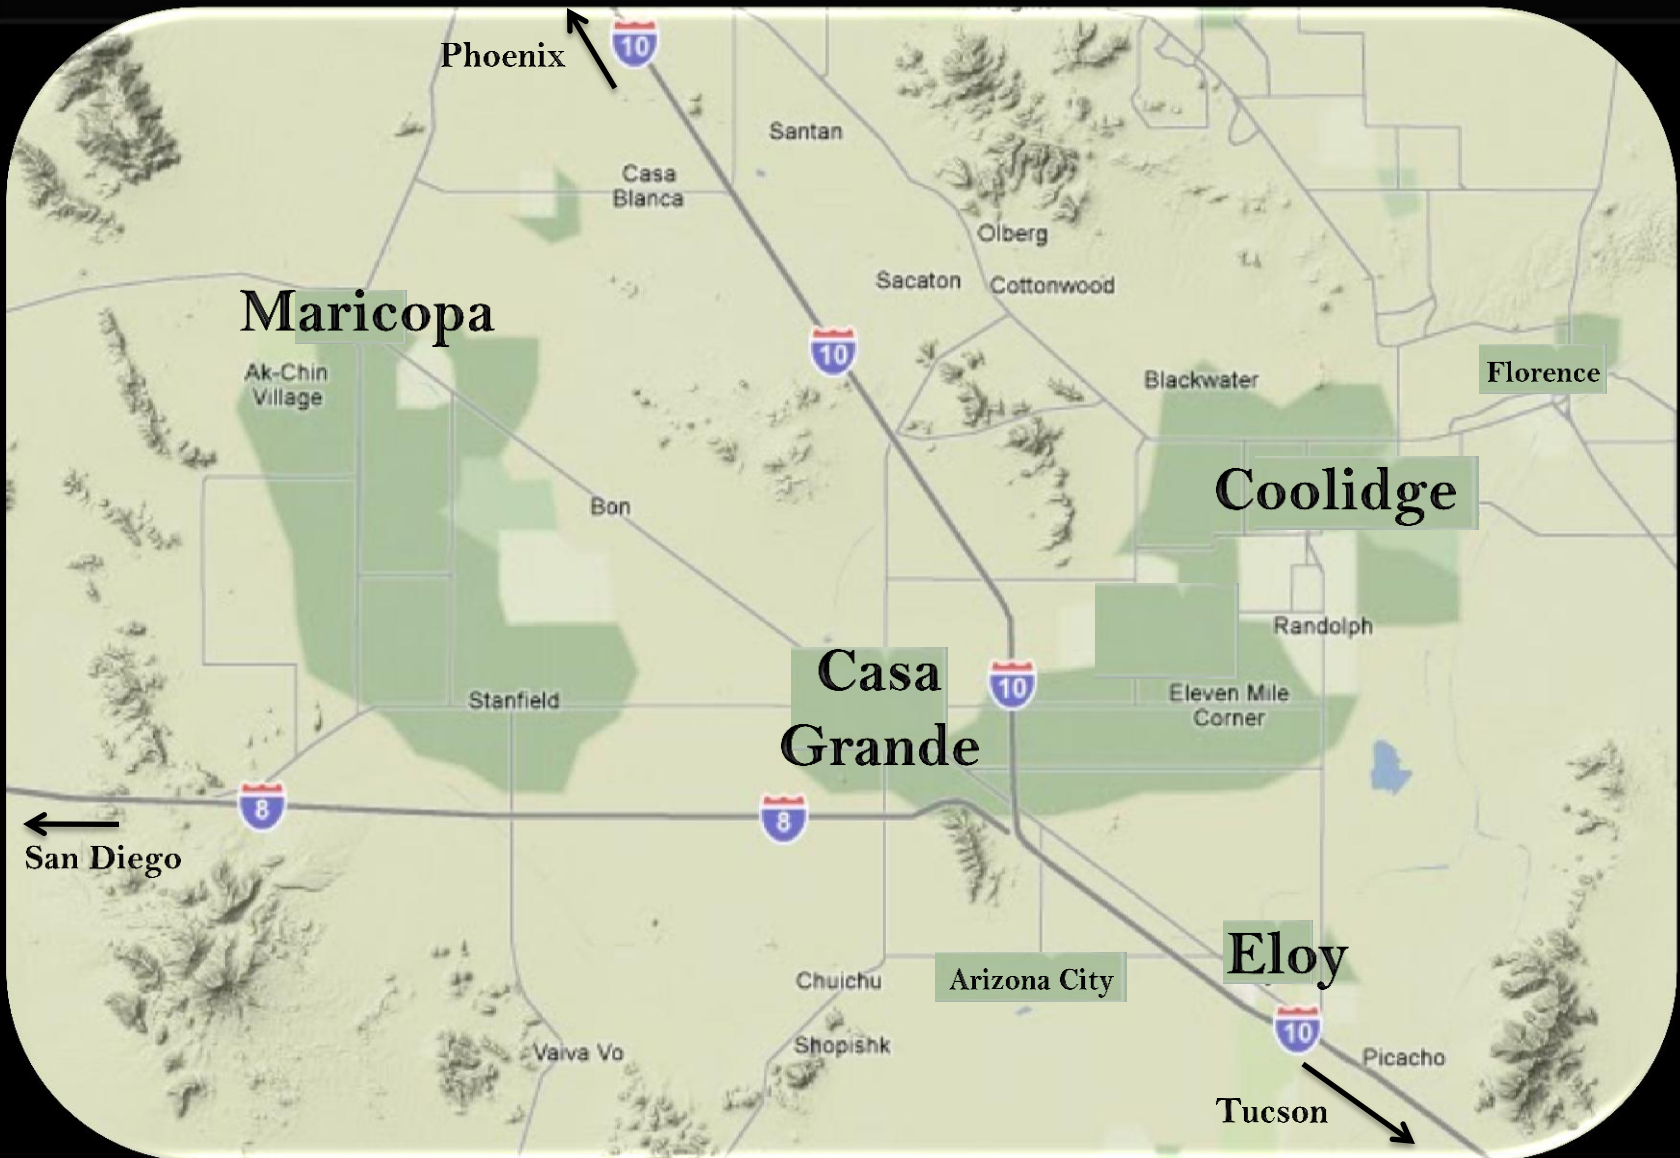 Phoenix
10
Santan
Casa
Blanca
Olberg
Sacaton
Cottonwood
Maricopa
10
Ak-Chin
Village
Blackwater
Florence
Coolidge
Bon
Randolph
Casa
Grande
10
Stanfield
Eleven Mile
Corner
8
8
San Diego
Eloy
Arizona City
Chuichu
10
Vaiva Vo
Shopishk
Picacho
Tucson